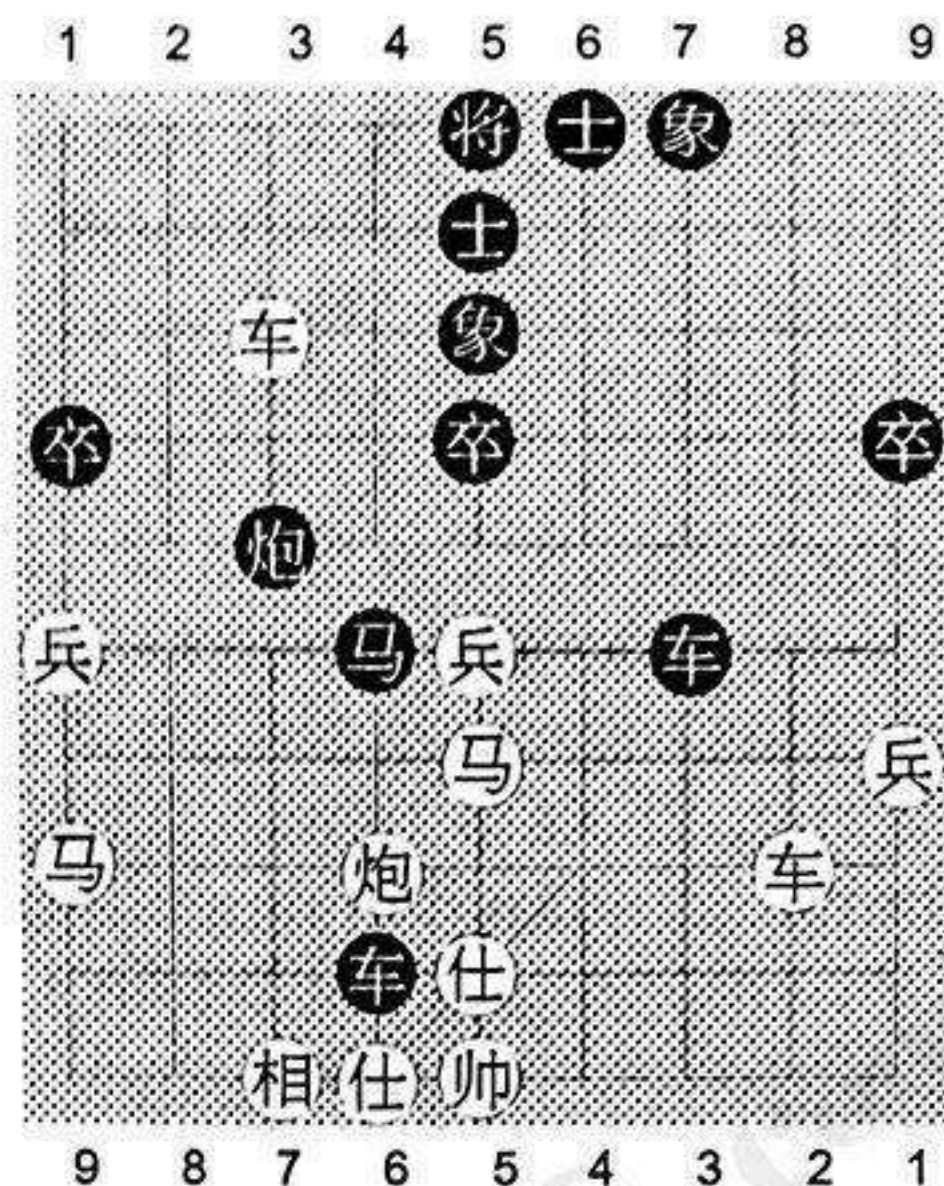 1 2 3 4 5 6 7 8 9
将 士 象
士
车 象
卒 卒 卒
炮
兵 马 兵 车
马 兵
马 炮 车
车 仕
相 仕 帅
9 8 7 6 5 4 3 2 1